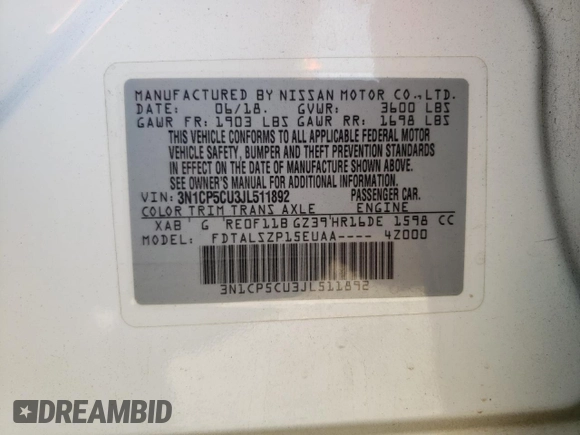 MANUFACTURED BY NISSAN MOTOR CO.,LTD.
DATE: 06/18. GVWR: 3600 LBS
GAWR FR: 1903 LBS GAWR RR: 1698 LBS
THIS VEHICLE CONFORMS TO ALL APPLICABLE FEDERAL MOTOR
VEHICLE SAFETY, BUMPER AND THEFT PREVENTION STANDARDS
IN EFFECT ON THE DATE OF MANUFACTURE SHOWN ABOVE.
SEE OWNER'S MANUAL FOR ADDITIONAL INFORMATION.
VIN: 3N1CP5CU3JL511892 PASSENGER CAR.
COLOR TRIM TRANS AXLE ENGINE
XAB' G 'RE0F11B GZ39'HR16DE 1598 CC
MODEL: FDTALSZP15EUAA---- 4Z000
3N1CP5CU3JL511892
DREAMBID